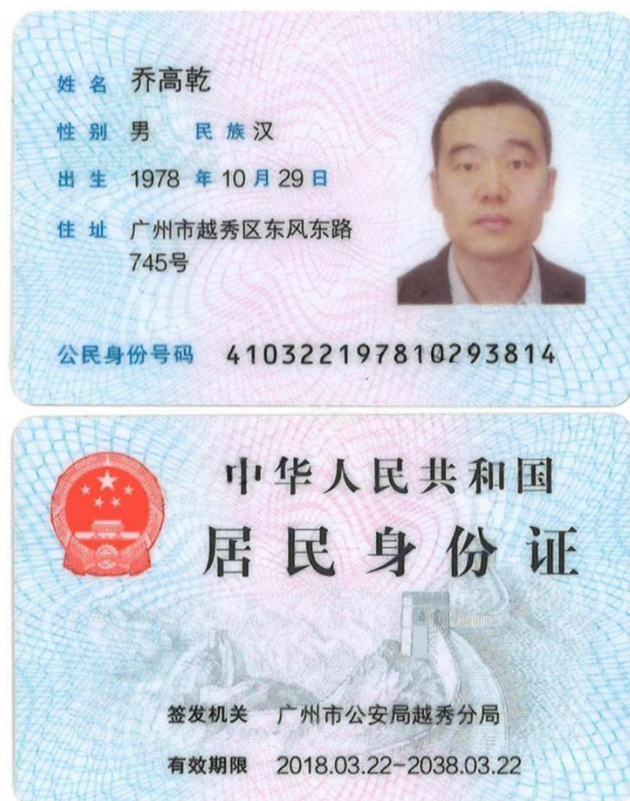 姓名 乔高乾
性别 男 民族 汉
出生 1978 年 10 月 29 日
住址 广州市越秀区东风东路
745号
公民身份号码 410322197810293814
中华人民共和国
居民身份证
签发机关 广州市公安局越秀分局
有效期限 2018.03.22-2038.03.22